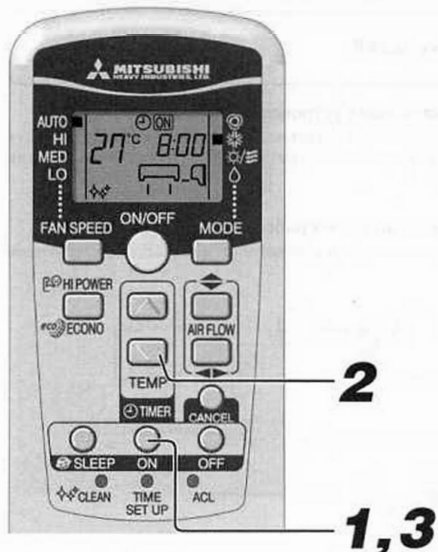 MITSUBISHI
HEAVY INDUSTRIES, LTD.
AUTO
HI
MED
LO
ON
27°C 8:00
FAN SPEED
ON/OFF
MODE
HI POWER
eco ECONO
AIR FLOW
TEMP
2
TIMER
CANCEL
SLEEP ON OFF
CLEAN
TIME
SET UP
ACL
1,3